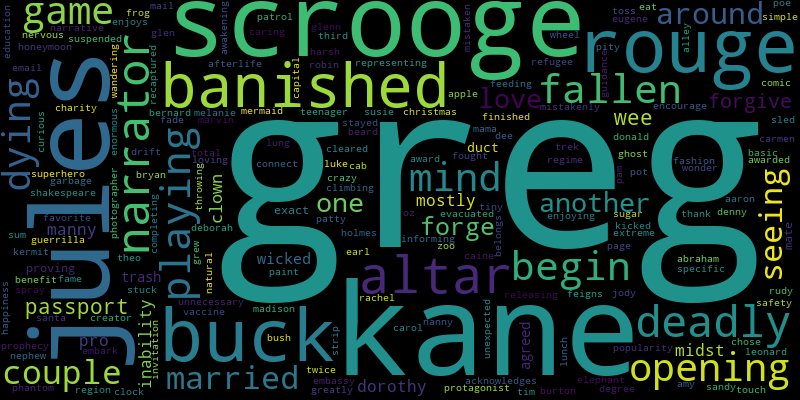 greg
kane
jules
scrooge
rouge
banished
buck
altar
narrator
game
deadly
opening
fallen
begin
mind
playing
married
couple
dying
seeing
forge
another
around
love
one
forgive
wee
passport
inability
clown
wicked
mostly
duct
manny
trash
pro
dorothy
midst
agreed
nervous
suspended
enjoys
frog
mail
patrol
caring
glenn
third
toss
eugene
eat
pity
poe
simple
education
honeymoon
narrative
glen
awakening
harsh
robin
representing
wheel
refugee
guidance
alley
comic
email
wandering
recaptured
afterlife
capital
feeding
apple
mistakenly
encourage
sled
charity
bernard
melanie
mermaid
teenager
susie
christmas
finished
donald
carmen
curious
enormous
fade
marvin
stayed
beard
mama
dee
ghost
basic
photographer
drift
total
lung
cleared
fought
trek
regime
fashion
awarded
superhero
bryan
loving
connect
luke
cab
award
pam
wonder
garbage
throwing
crazy
climbing
tiny
pot
aaron
shakespeare
completing
exact
patty
oz
enjoying
sugar
thank
denny
favorite
deborah
holmes
evacuated
belongs
kicked
extreme
mate
sum
guerrilla
grew
informing
page
kermit
theo
natural
earl
zoo
abraham
specific
proving
paint
caine
benefit
fame
stuck
unnecessary
rachel
releasing
feigns
jody
rudy
safety
spray
vaccine
madison
santa
creator
invitation
bush
strip
carol
nanny
unexpected
lunch
popularity
chose
leonard
happiness
prophecy
embark
nephew
twice
acknowledges
elephant
amy
phantom
region
clock
embassy
greatly
protagonist
tim
burton
degree
sandy
touch